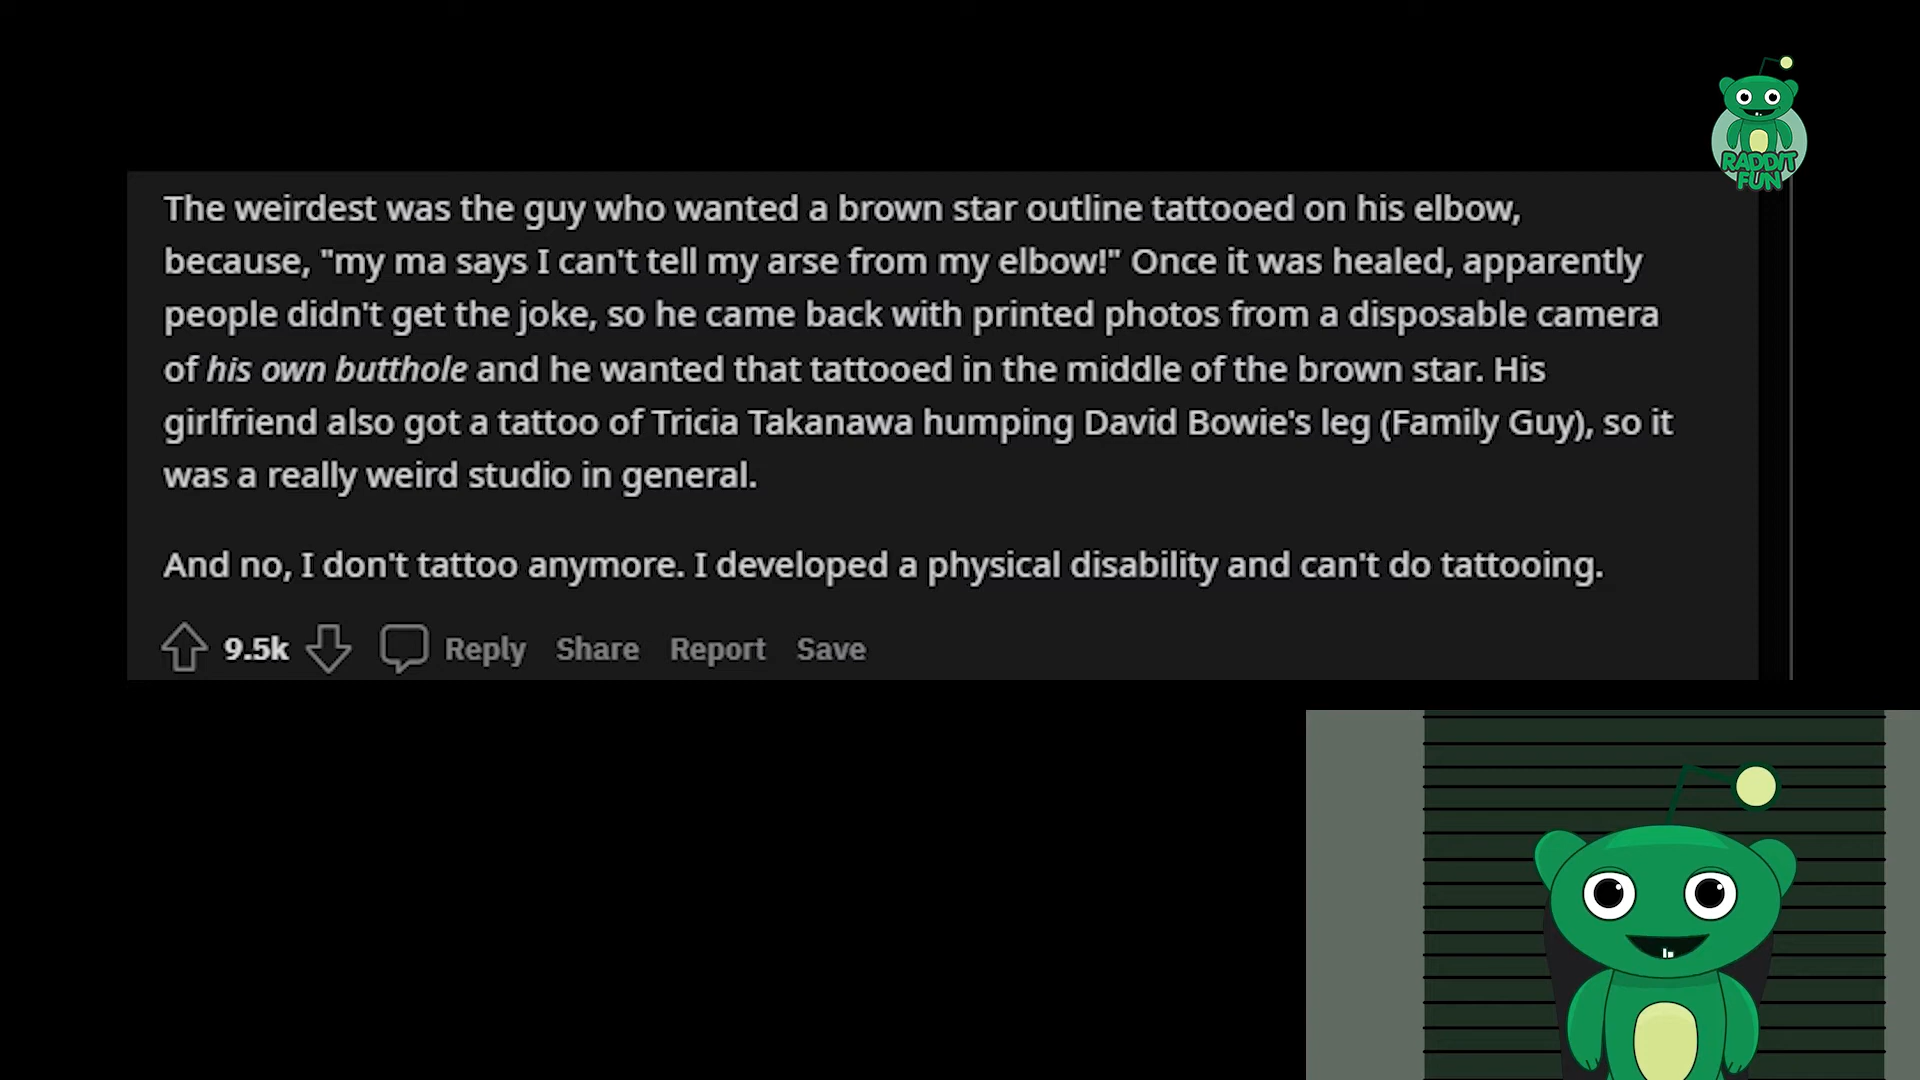 RADDIT
FUN
The weirdest was the guy who wanted a brown star outline tattooed on his elbow,
because, "my ma says I can't tell my arse from my elbow!" Once it was healed, apparently
people didn't get the joke, so he came back with printed photos from a disposable camera
of his own butthole and he wanted that tattooed in the middle of the brown star. His
girlfriend also got a tattoo of Tricia Takanawa humping David Bowie's leg (Family Guy), so it
was a really weird studio in general.
And no, I don't tattoo anymore. I developed a physical disability and can't do tattooing.
9.5k Reply Share Report Save